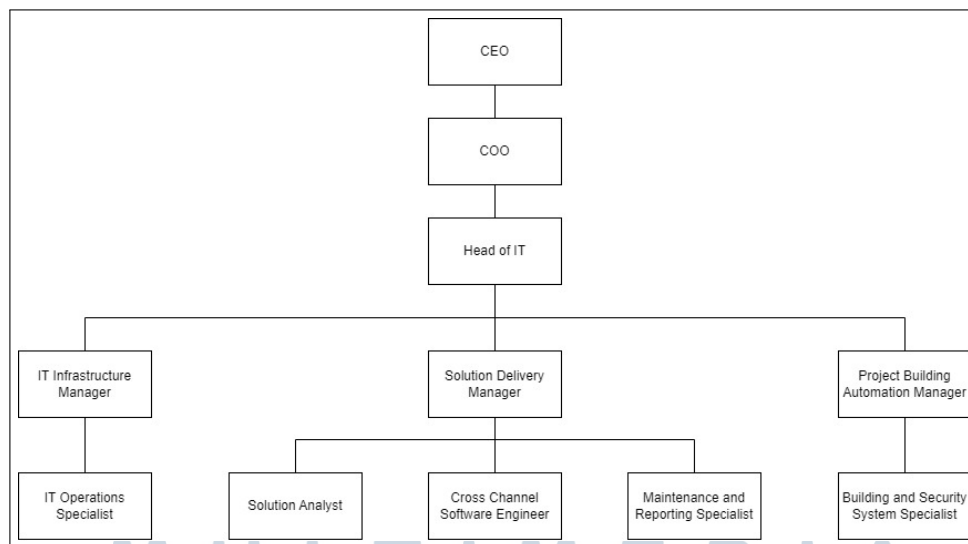 CEO
COO
Head of IT
IT Infrastructure
Manager
Solution Delivery
Manager
Project Building
Automation Manager
IT Operations
Specialist
Solution Analyst
Cross Channel
Software Engineer
Maintenance and
Reporting Specialist
Building and Security
System Specialist